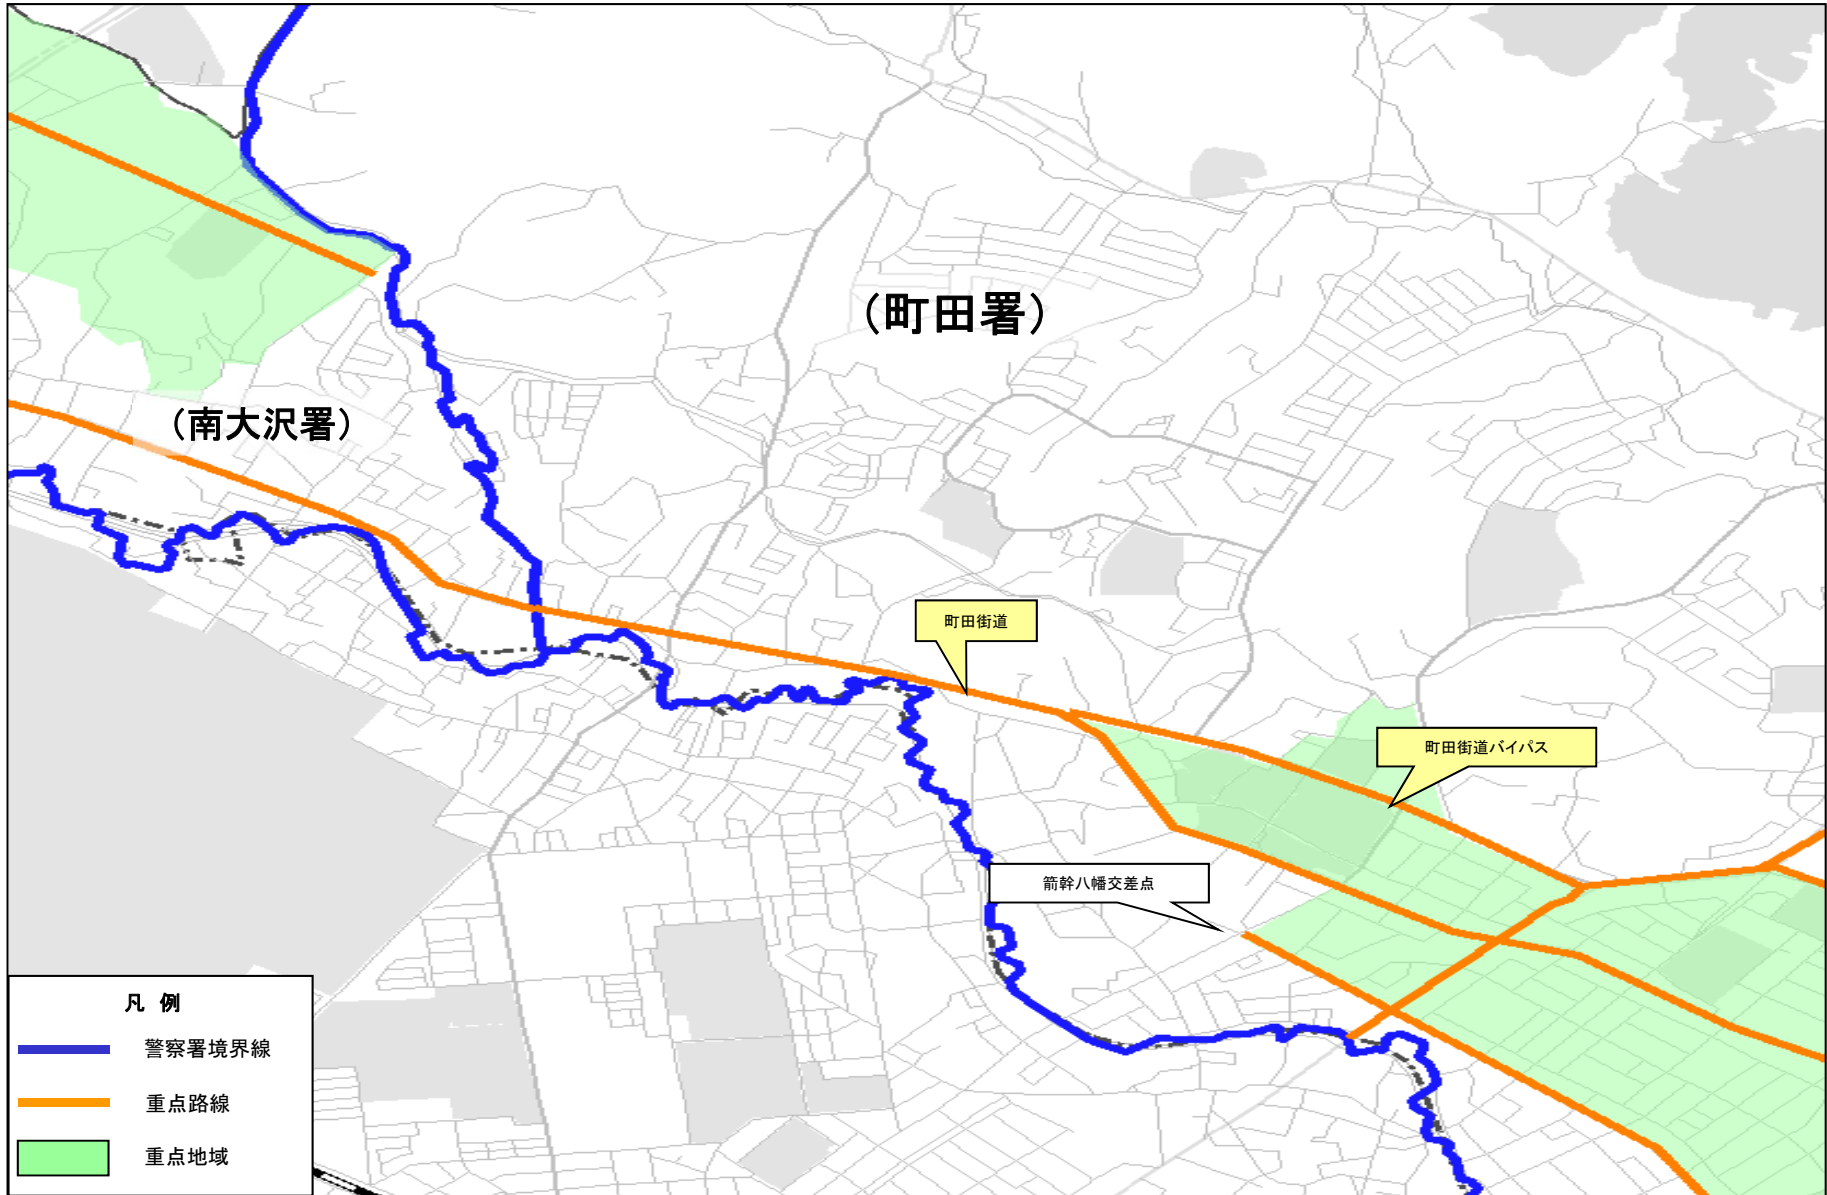 （町田署）
（南大沢署）
町田街道
町田街道バイパス
箭幹八幡交差点
凡 例
警察署境界線
重点路線
重点地域